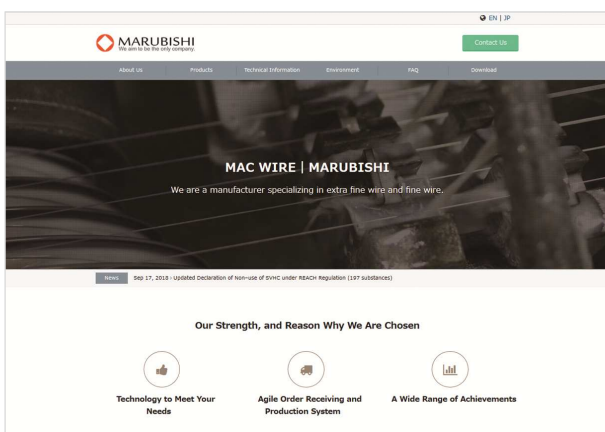 EN | JP
MARUBISHI
We aim to be the only company.
Contact Us
About Us Products Technical Information Environment FAQ Download
MAC WIRE | MARUBISHI
We are a manufacturer specializing in extra fine wire and fine wire.
News Sep 17, 2018 › Updated Declaration of Non-use of SVHC under REACH Regulation (197 substances)
Our Strength, and Reason Why We Are Chosen
Technology to Meet Your
Needs
Agile Order Receiving and
Production System
A Wide Range of Achievements